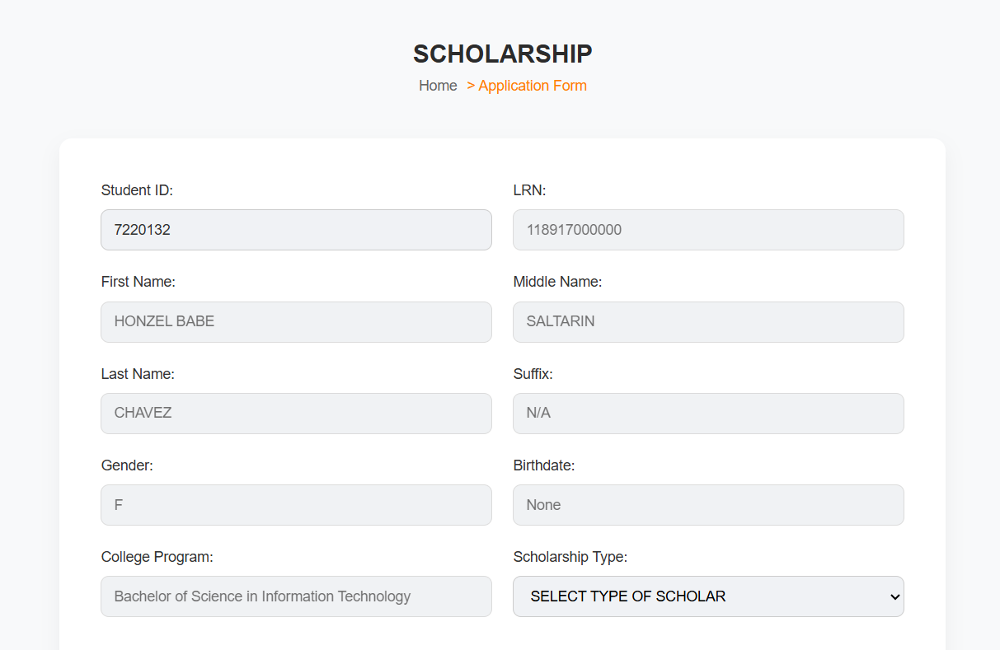 SCHOLARSHIP
Home > Application Form
Student ID: LRN:
7220132 118917000000
First Name: Middle Name:
HONZEL BABE SALTARIN
Last Name: Suffix:
CHAVEZ N/A
Gender: Birthdate:
F None
College Program: Scholarship Type:
Bachelor of Science in Information Technology SELECT TYPE OF SCHOLAR